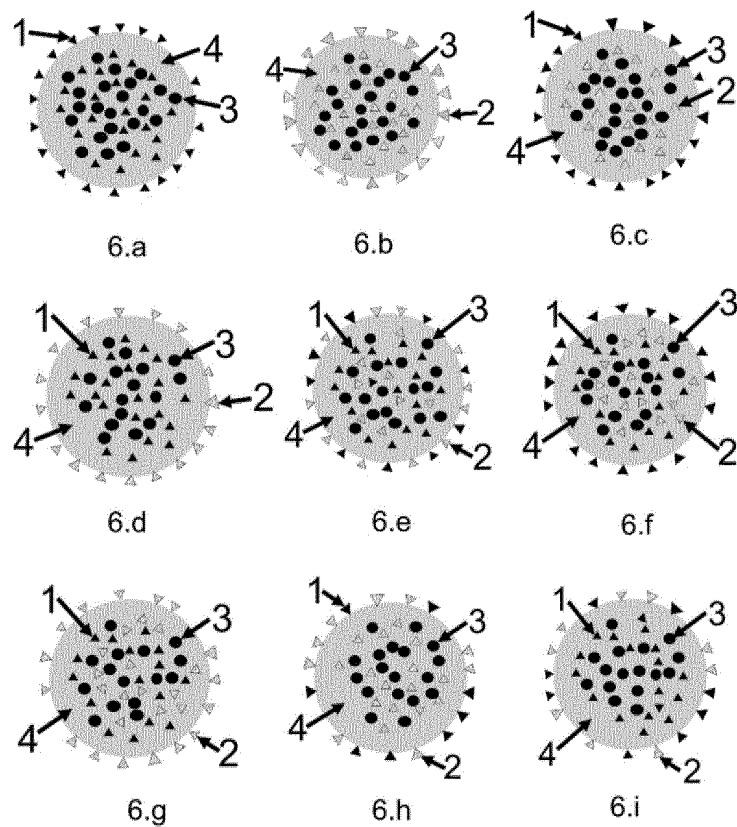 1 4 3
6.a
4 3 2
6.b
1 3 2 4
6.c
1 3 2 4
6.d
1 3 4 2
6.e
1 3 4 2
6.f
1 3 4 2
6.g
1 3 4 2
6.h
1 3 4 2
6.i